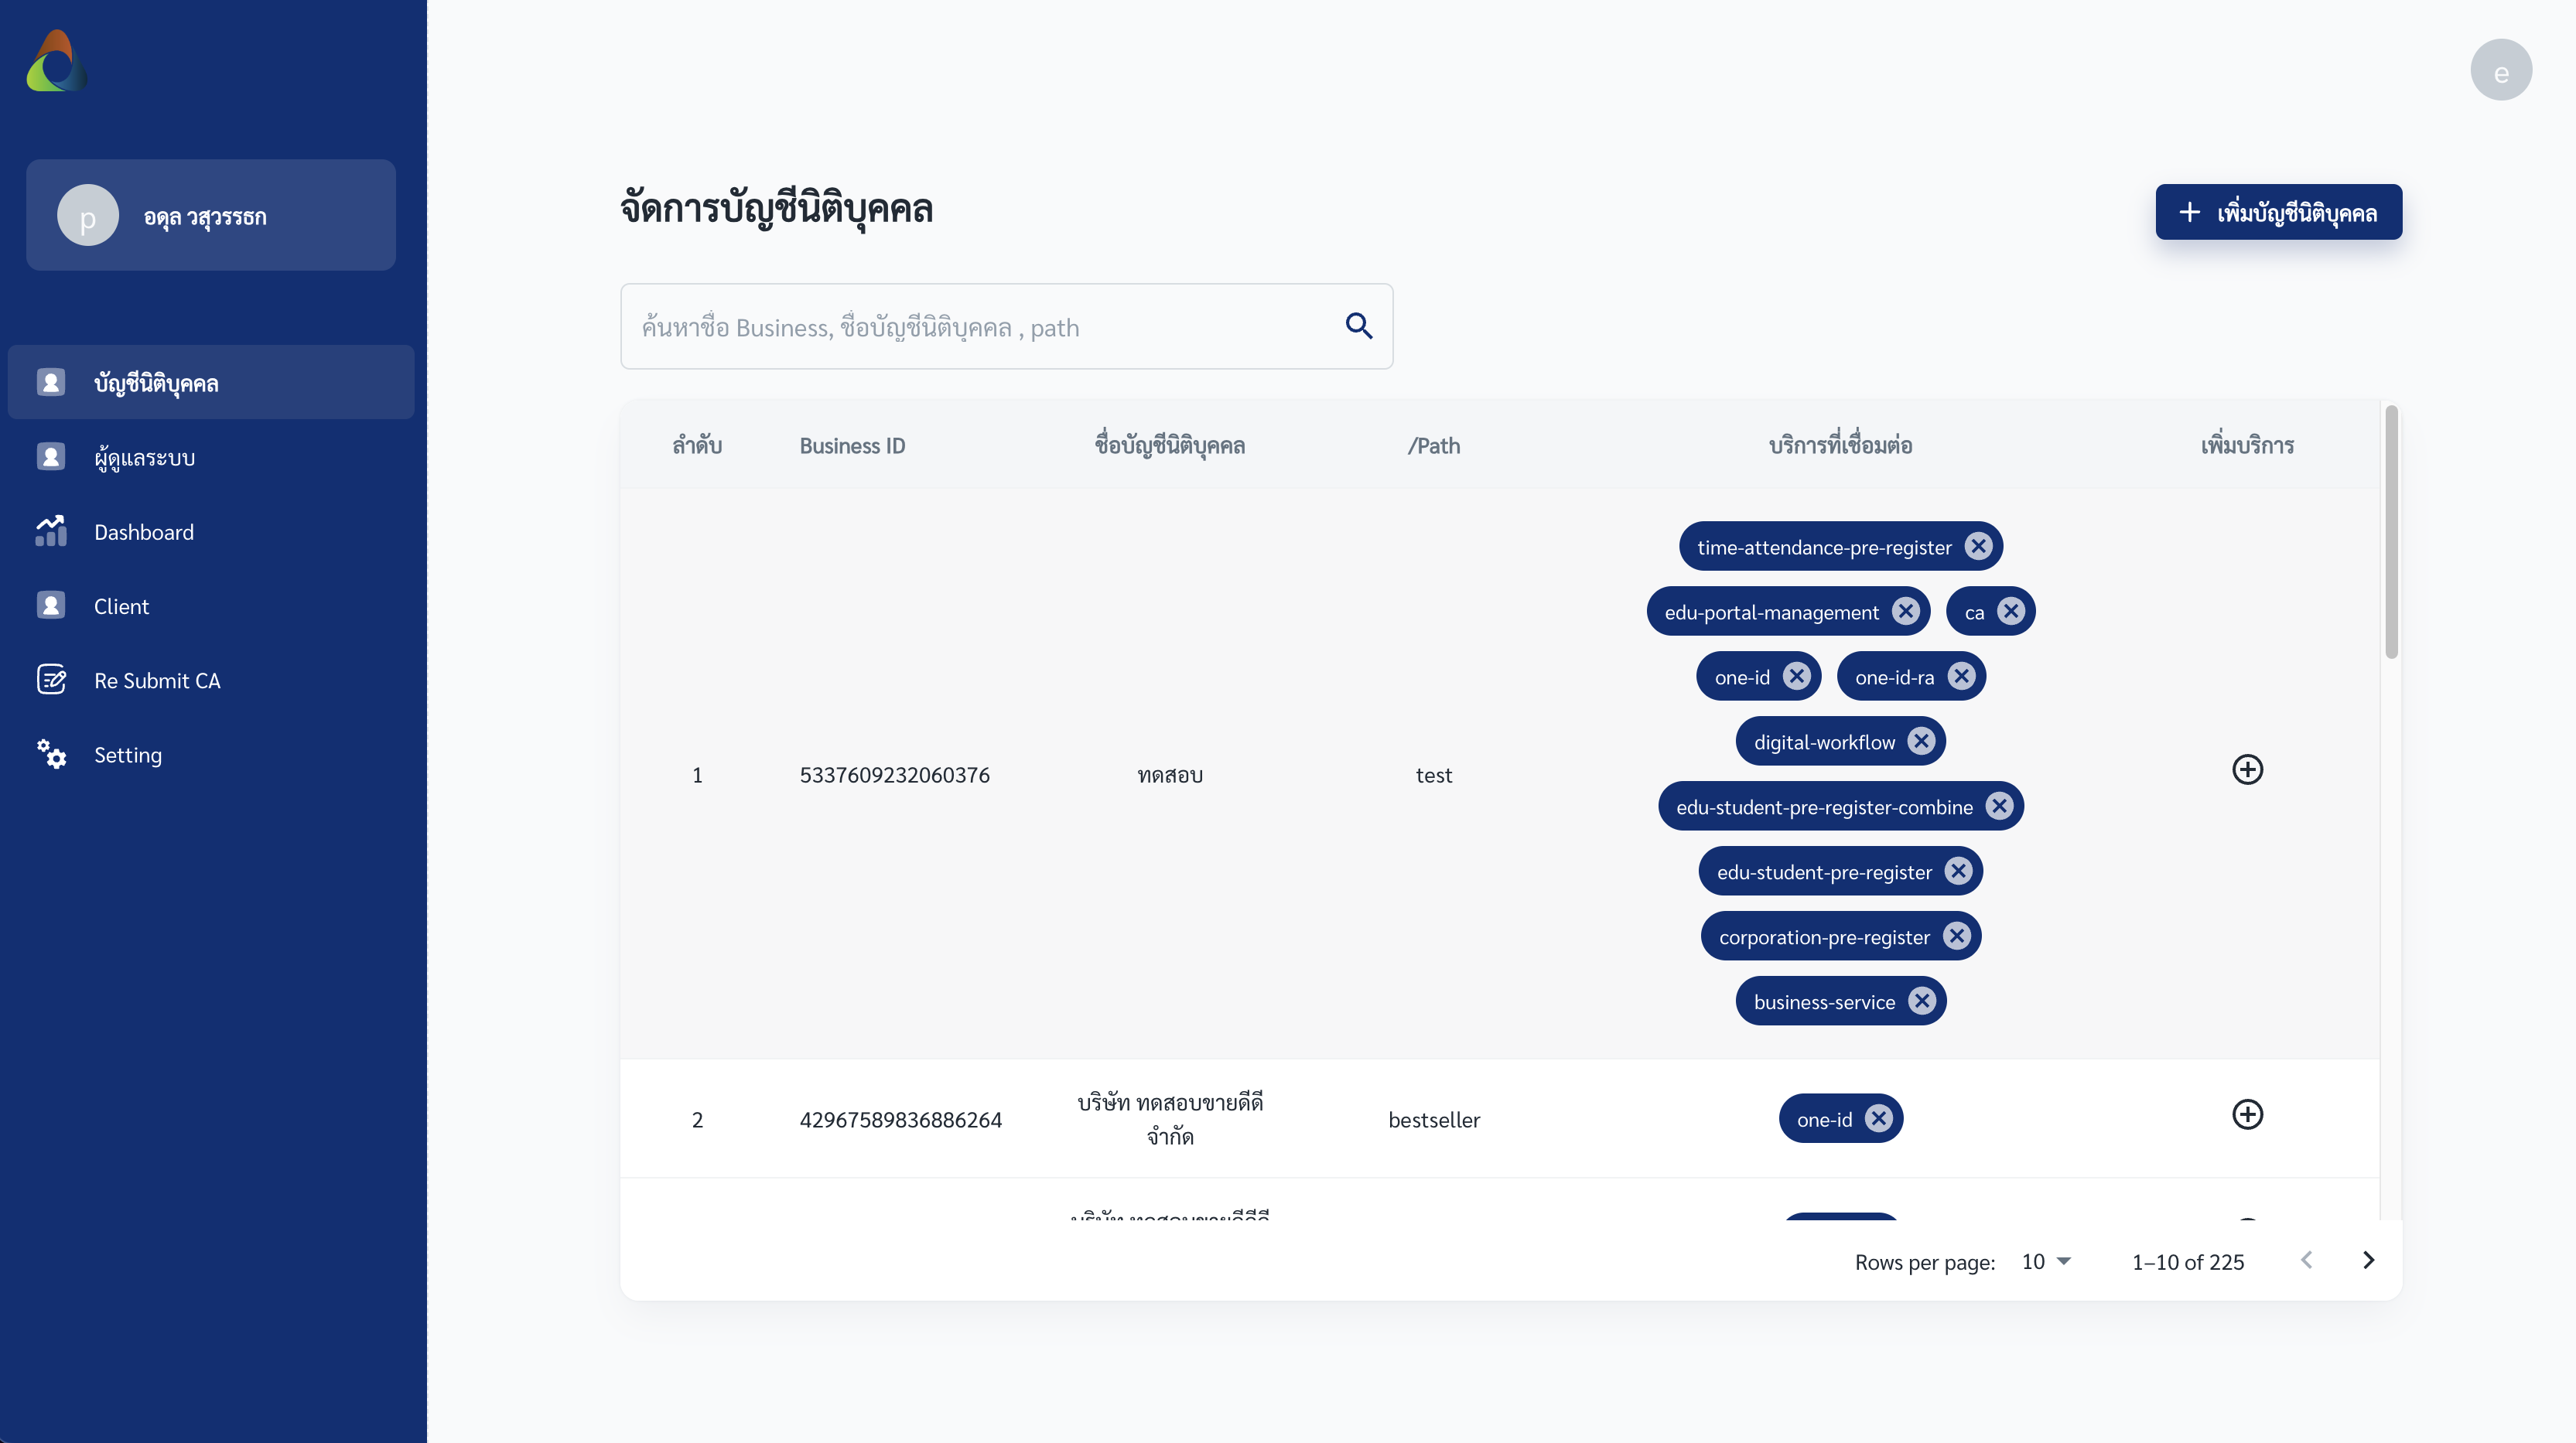 e
p
อดุล วสุวรรธก
บัญชีนิติบุคคล
ผู้ดูแลระบบ
Dashboard
Client
Re Submit CA
Setting
จัดการบัญชีนิติบุคคล
เพิ่มบัญชีนิติบุคคล
ค้นหาชื่อ Business, ชื่อบัญชีนิติบุคคล , path
ลำดับ Business ID ชื่อบัญชีนิติบุคคล /Path บริการที่เชื่อมต่อ เพิ่มบริการ
time-attendance-pre-register
edu-portal-management ca
one-id one-id-ra
digital-workflow
1 5337609232060376 ทดสอบ test
edu-student-pre-register-combine
edu-student-pre-register
corporation-pre-register
business-service
2 42967589836886264 บริษัท ทดสอบขายดีดี จำกัด bestseller one-id
Rows per page: 10 1–10 of 225